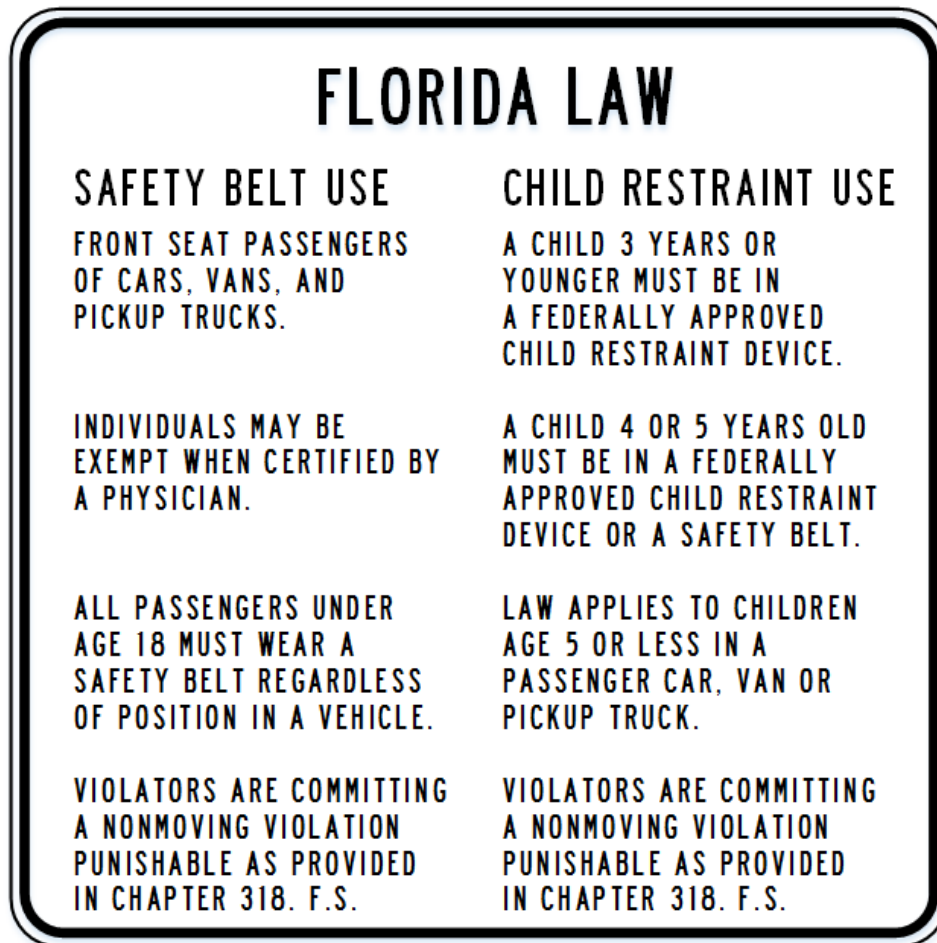 FLORIDA LAW
SAFETY BELT USE
FRONT SEAT PASSENGERS
OF CARS, VANS, AND
PICKUP TRUCKS.
INDIVIDUALS MAY BE
EXEMPT WHEN CERTIFIED BY
A PHYSICIAN.
ALL PASSENGERS UNDER
AGE 18 MUST WEAR A
SAFETY BELT REGARDLESS
OF POSITION IN A VEHICLE.
VIOLATORS ARE COMMITTING
A NONMOVING VIOLATION
PUNISHABLE AS PROVIDED
IN CHAPTER 318. F.S.
CHILD RESTRAINT USE
A CHILD 3 YEARS OR
YOUNGER MUST BE IN
A FEDERALLY APPROVED
CHILD RESTRAINT DEVICE.
A CHILD 4 OR 5 YEARS OLD
MUST BE IN A FEDERALLY
APPROVED CHILD RESTRAINT
DEVICE OR A SAFETY BELT.
LAW APPLIES TO CHILDREN
AGE 5 OR LESS IN A
PASSENGER CAR, VAN OR
PICKUP TRUCK.
VIOLATORS ARE COMMITTING
A NONMOVING VIOLATION
PUNISHABLE AS PROVIDED
IN CHAPTER 318. F.S.